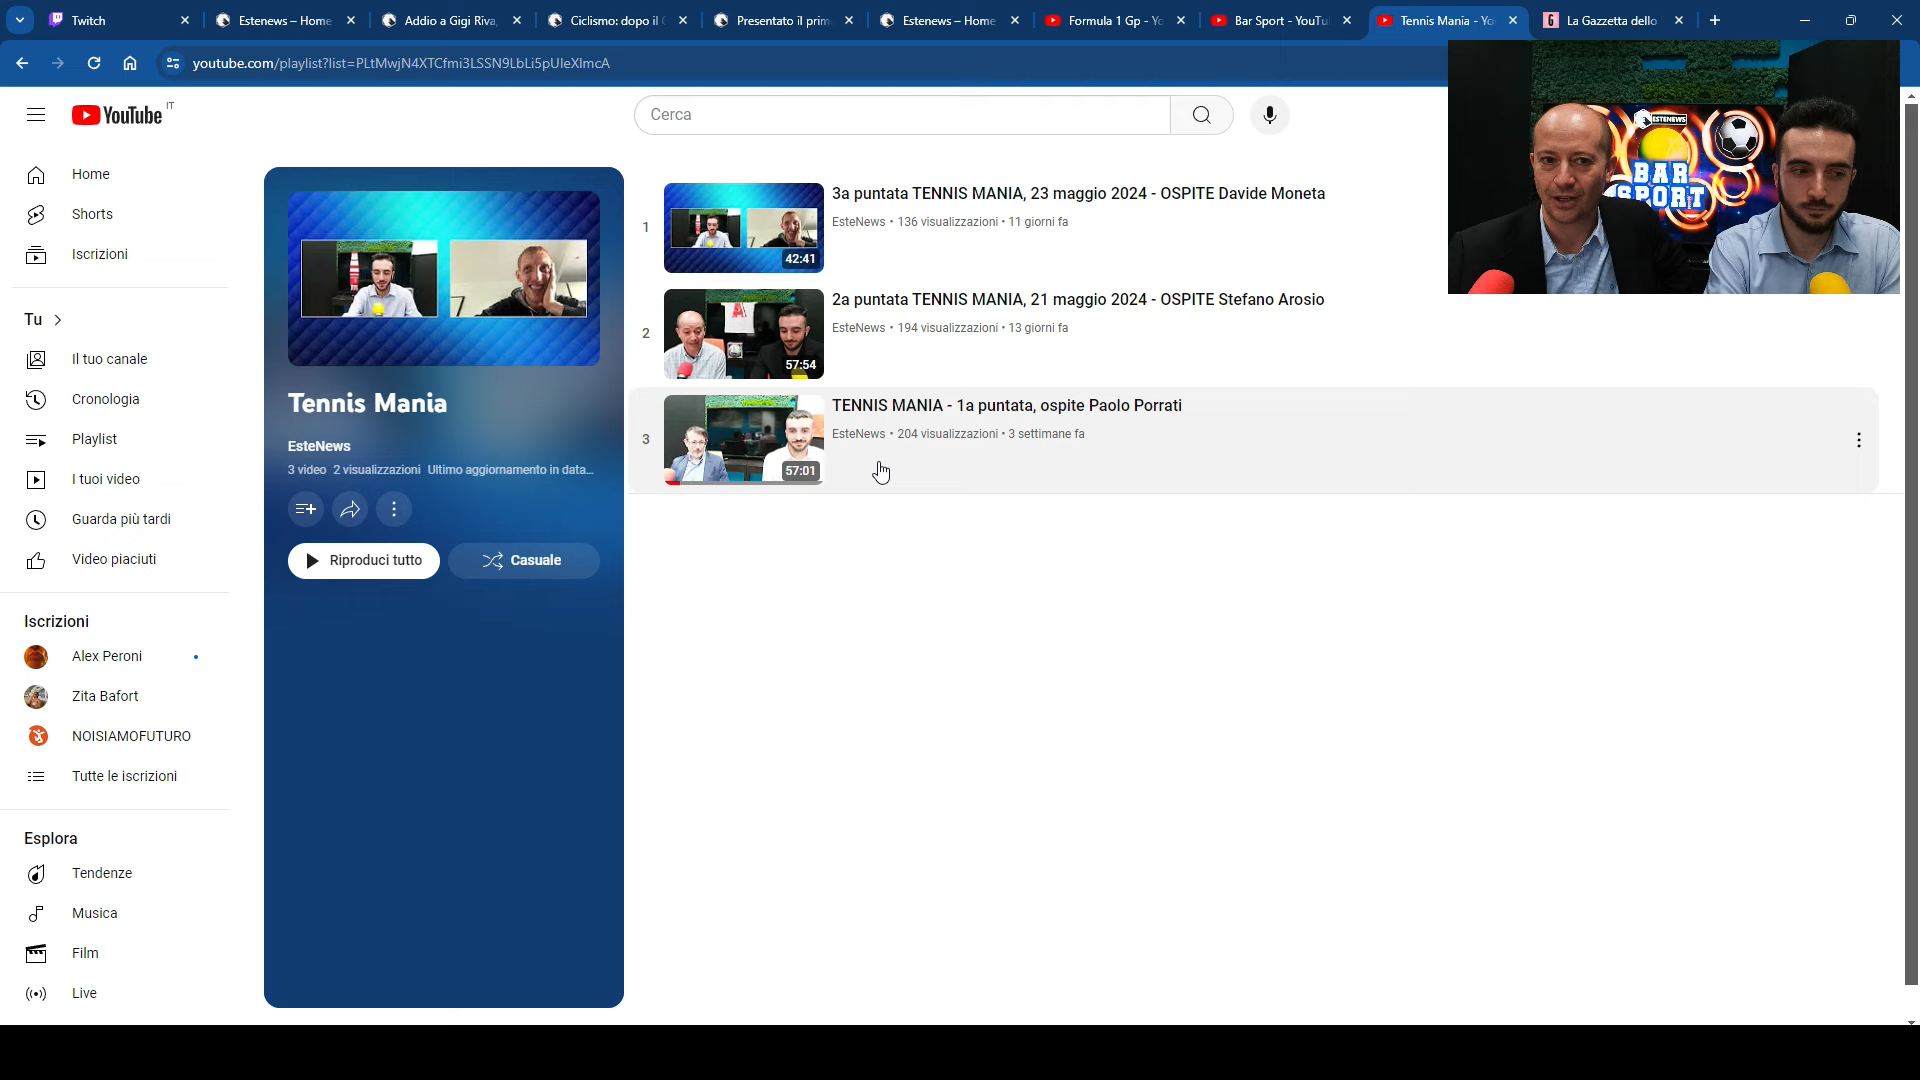 Twitch
Estenews – Home
Addio a Gigi Riva,
Ciclismo: dopo il
Presentato il prim
Estenews – Home
Formula 1 Gp - Yo
Bar Sport - YouTu
Tennis Mania - Yo
La Gazzetta dello
youtube.com/playlist?list=PLtMwjN4XTCfmi3LSSN9LbLi5pUIeXImcA
YouTube IT
Cerca
Home
Shorts
Iscrizioni
Tu
Il tuo canale
Cronologia
Playlist
I tuoi video
Guarda più tardi
Video piaciuti
Iscrizioni
Alex Peroni
Zita Bafort
NOISIAMOFUTURO
Tutte le iscrizioni
Esplora
Tendenze
Musica
Film
Live
Tennis Mania
EsteNews
3 video 2 visualizzazioni Ultimo aggiornamento in data...
Riproduci tutto
Casuale
1
42:41
3a puntata TENNIS MANIA, 23 maggio 2024 - OSPITE Davide Moneta
EsteNews • 136 visualizzazioni • 11 giorni fa
2
57:54
2a puntata TENNIS MANIA, 21 maggio 2024 - OSPITE Stefano Arosio
EsteNews • 194 visualizzazioni • 13 giorni fa
3
57:01
TENNIS MANIA - 1a puntata, ospite Paolo Porrati
EsteNews • 204 visualizzazioni • 3 settimane fa
ESTENEWS
BAR
SPORT